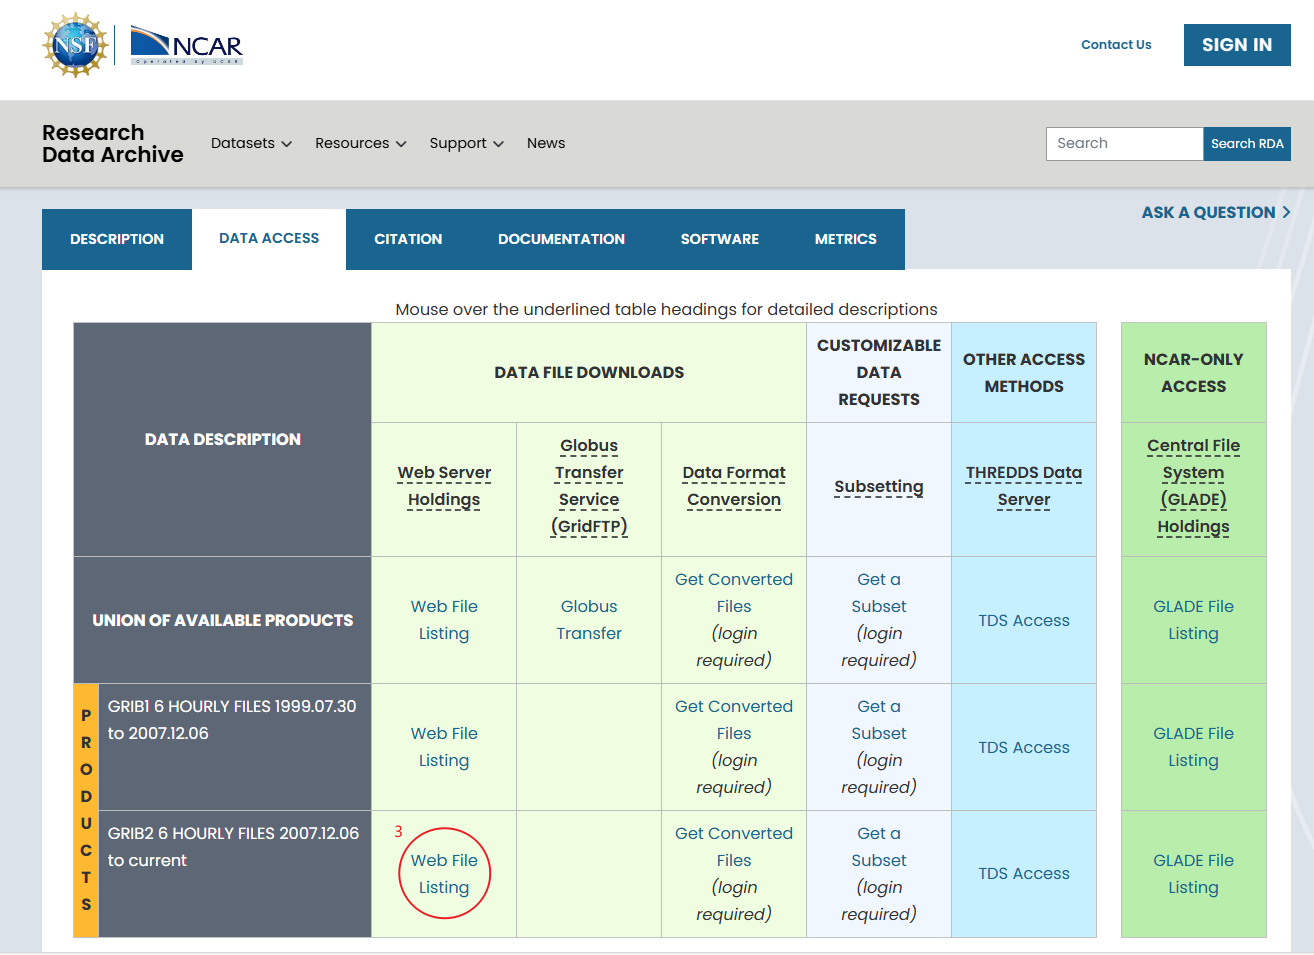 NSF
NCAR
Operated by UCAR
Contact Us
SIGN IN
Research
Data Archive
Datasets
Resources
Support
News
Search
Search RDA
ASK A QUESTION
DESCRIPTION
DATA ACCESS
CITATION
DOCUMENTATION
SOFTWARE
METRICS
Mouse over the underlined table headings for detailed descriptions
DATA DESCRIPTION
DATA FILE DOWNLOADS
CUSTOMIZABLE
DATA
REQUESTS
OTHER ACCESS
METHODS
NCAR-ONLY
ACCESS
Web Server
Holdings
Globus
Transfer
Service
(GridFTP)
Data Format
Conversion
Subsetting
THREDDS Data
Server
Central File
System
(GLADE)
Holdings
UNION OF AVAILABLE PRODUCTS
Web File
Listing
Globus
Transfer
Get Converted
Files
(login
required)
Get a
Subset
(login
required)
TDS Access
GLADE File
Listing
PRODUCTS
GRIB1 6 HOURLY FILES 1999.07.30
to 2007.12.06
Web File
Listing
Get Converted
Files
(login
required)
Get a
Subset
(login
required)
TDS Access
GLADE File
Listing
GRIB2 6 HOURLY FILES 2007.12.06
to current
3
Web File
Listing
Get Converted
Files
(login
required)
Get a
Subset
(login
required)
TDS Access
GLADE File
Listing